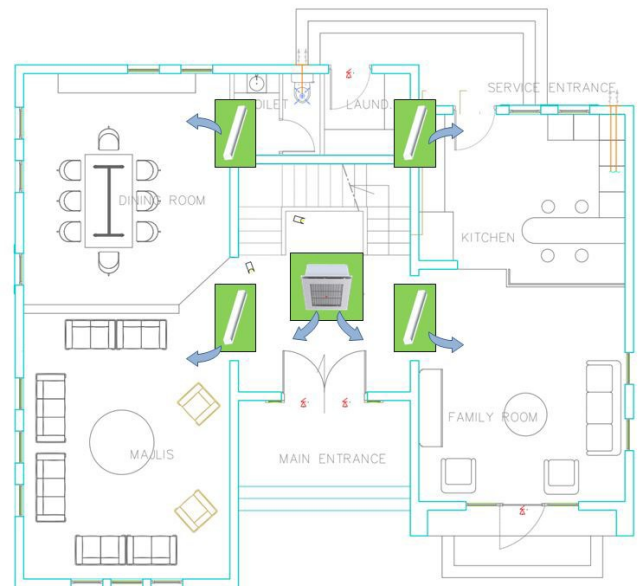 SERVICE ENTRANCE
TOILET
LAUND.
DINING ROOM
KITCHEN
FAMILY ROOM
MAJLIS
MAIN ENTRANCE